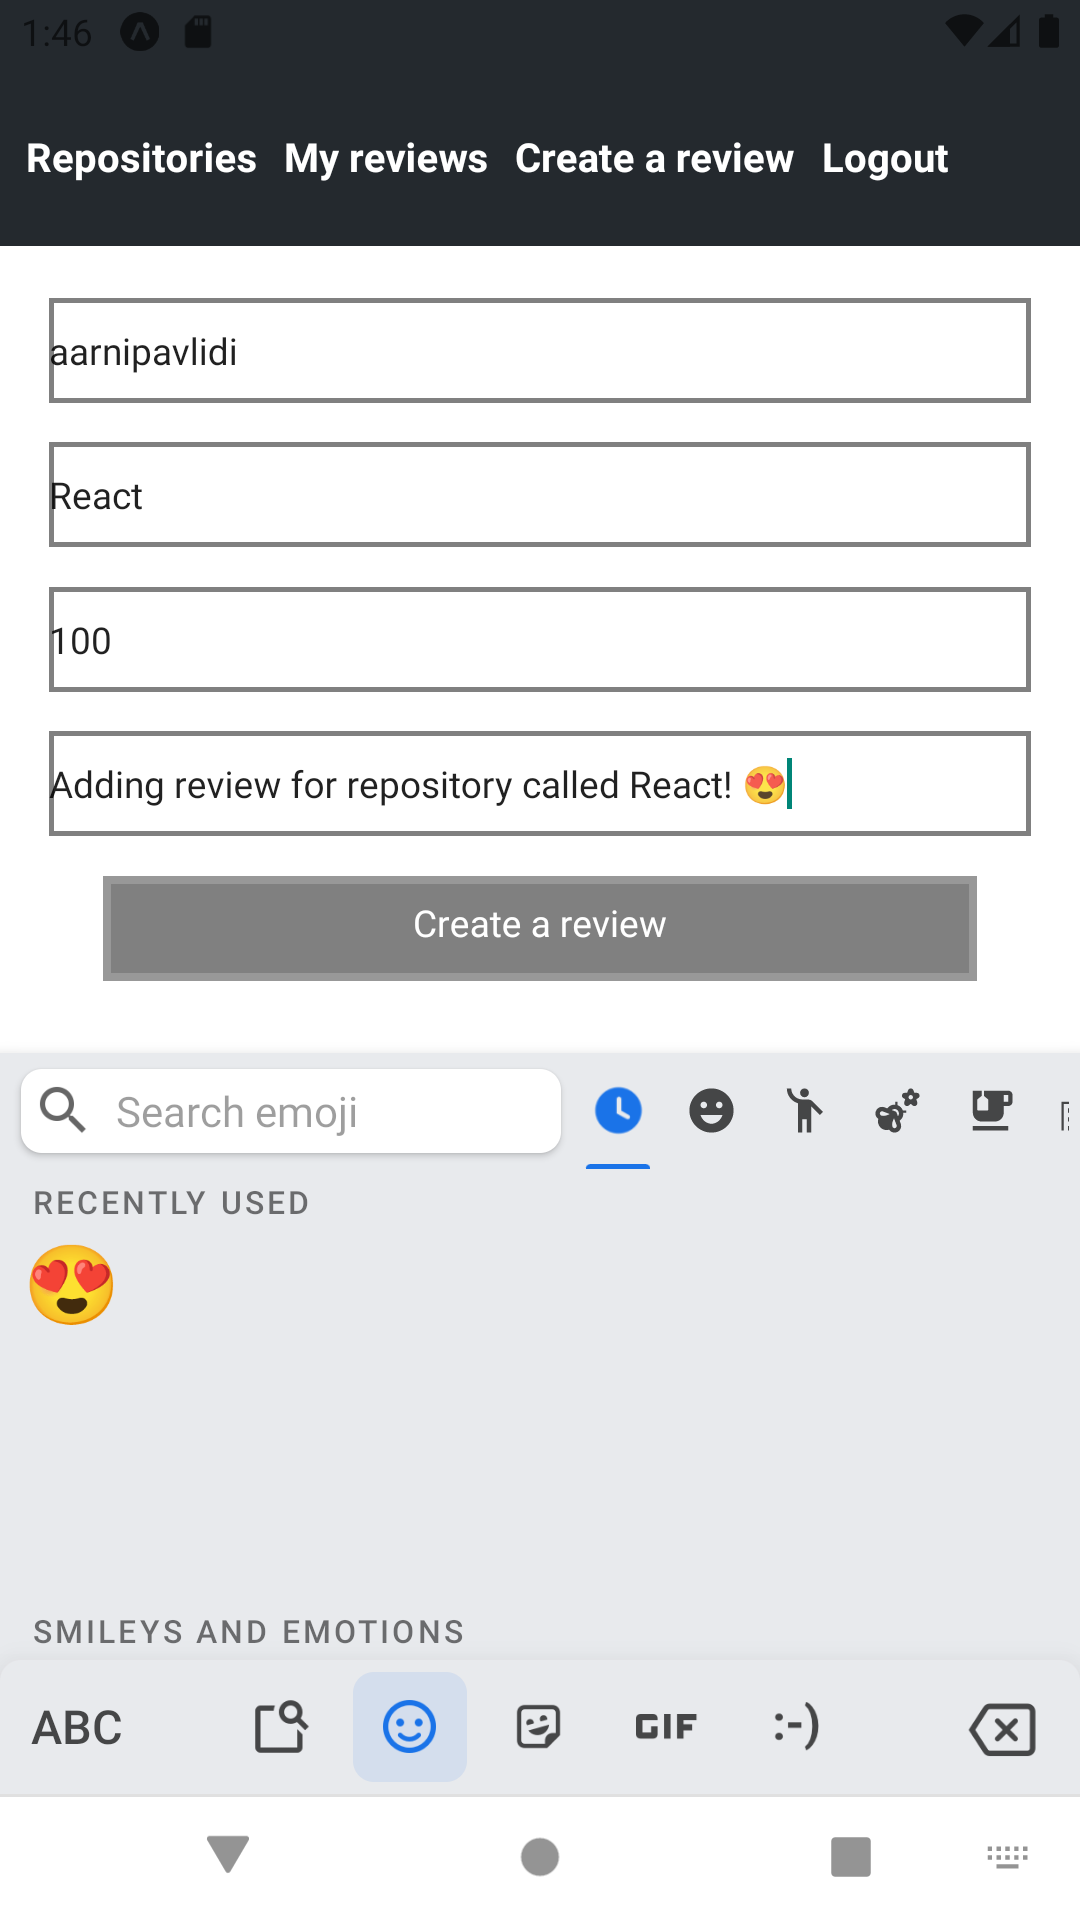 1:46
Repositories My reviews Create a review Logout
aarnipavlidi
React
100
Adding review for repository called React! 😍
Create a review
Search emoji
RECENTLY USED
😍
SMILEYS AND EMOTIONS
ABC GIF :-)